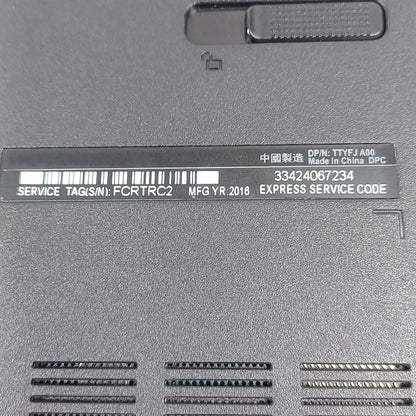 中國製造 DP/N: TTYFJ A00
Made in China DPC
33424067234
SERVICE TAG(S/N): FCRTRC2 MFG YR:2016 EXPRESS SERVICE CODE